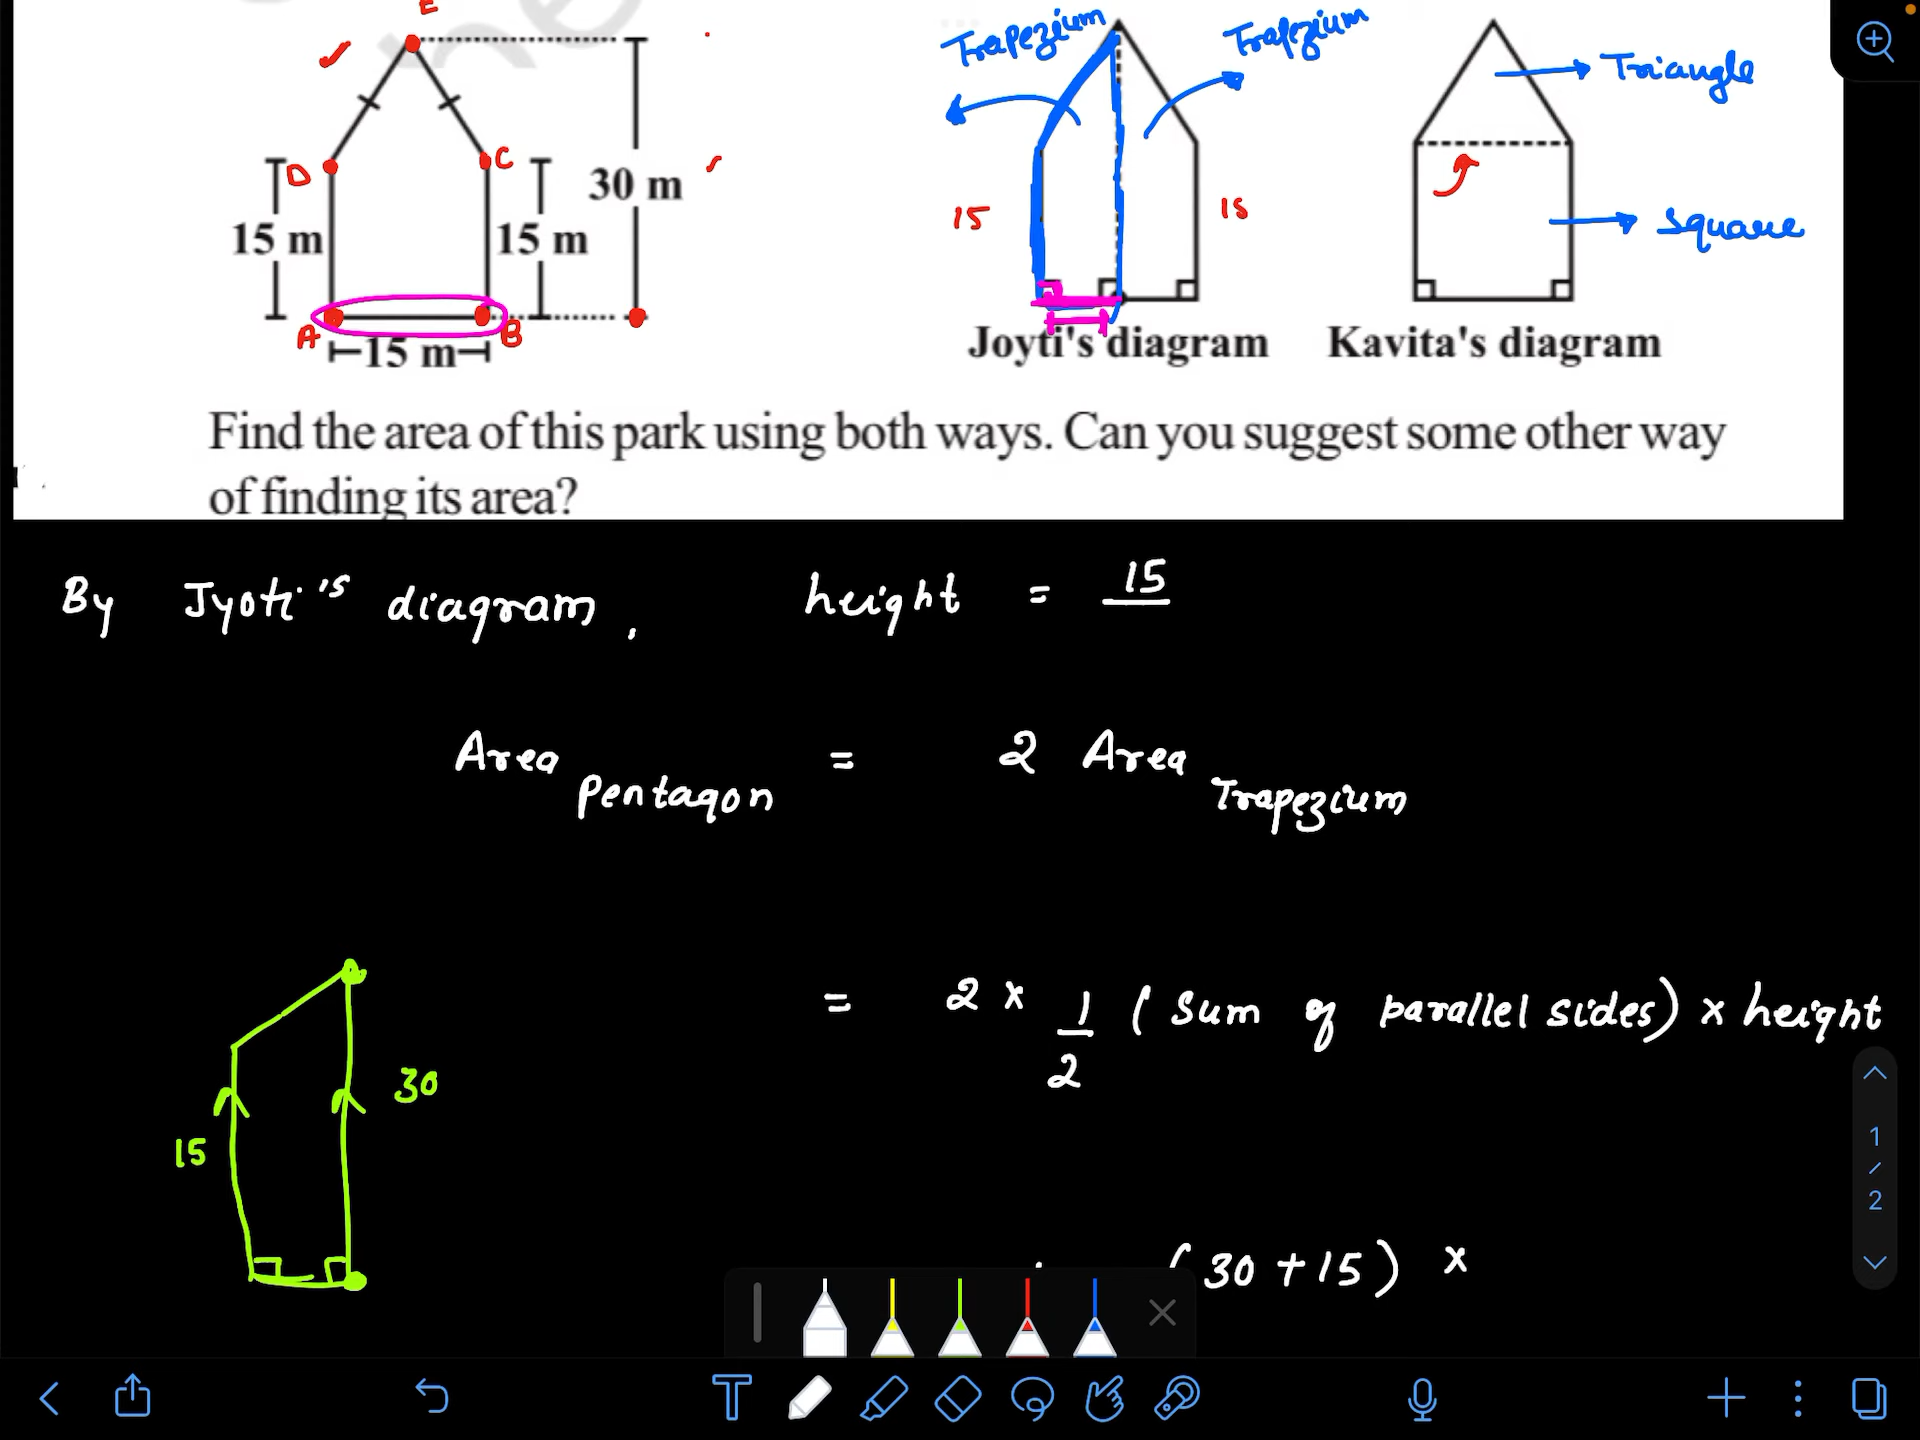 E
Trapezium
Trapezium
Triangle
D
C
30 m
15 m
15 m
15
15
square
A
B
15 m
Joyti's diagram
Kavita's diagram
Find the area of this park using both ways. Can you suggest some other way
of finding its area?
By Jyoti's diagram, height = 15
Area pentagon = 2 Area Trapezium
= 2 x 1/2 (sum of parallel sides) x height
30
15
(30 + 15) x
1
/
2
T